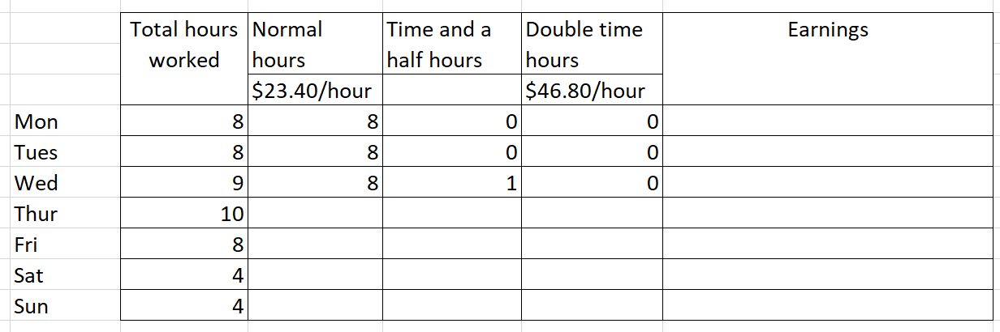 Total hours worked Normal hours Time and a half hours Double time hours Earnings
$23.40/hour $46.80/hour
Mon 8 8 0 0
Tues 8 8 0 0
Wed 9 8 1 0
Thur 10
Fri 8
Sat 4
Sun 4